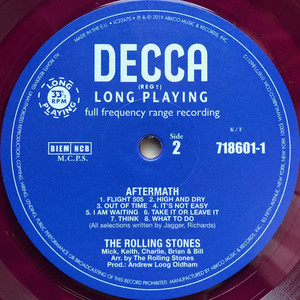 MADE IN THE E.U. LC22670 Ⓟ © 2019 ABKCO MUSIC & RECORDS INC.
DECCA
(REGᵈ)
LONG PLAYING
full frequency range recording
LONG
33⅓
RPM
PLAYING
Side
2
K/T
BIEM NCB
M.C.P.S.
718601-1
AFTERMATH
1. FLIGHT 505 2. HIGH AND DRY
3. OUT OF TIME 4. IT'S NOT EASY
5. I AM WAITING 6. TAKE IT OR LEAVE IT
7. THINK 8. WHAT TO DO
(All selections written by Jagger, Richards)
THE ROLLING STONES
Mick, Keith, Charlie, Brian & Bill
Arr. by The Rolling Stones
Prod.: Andrew Loog Oldham